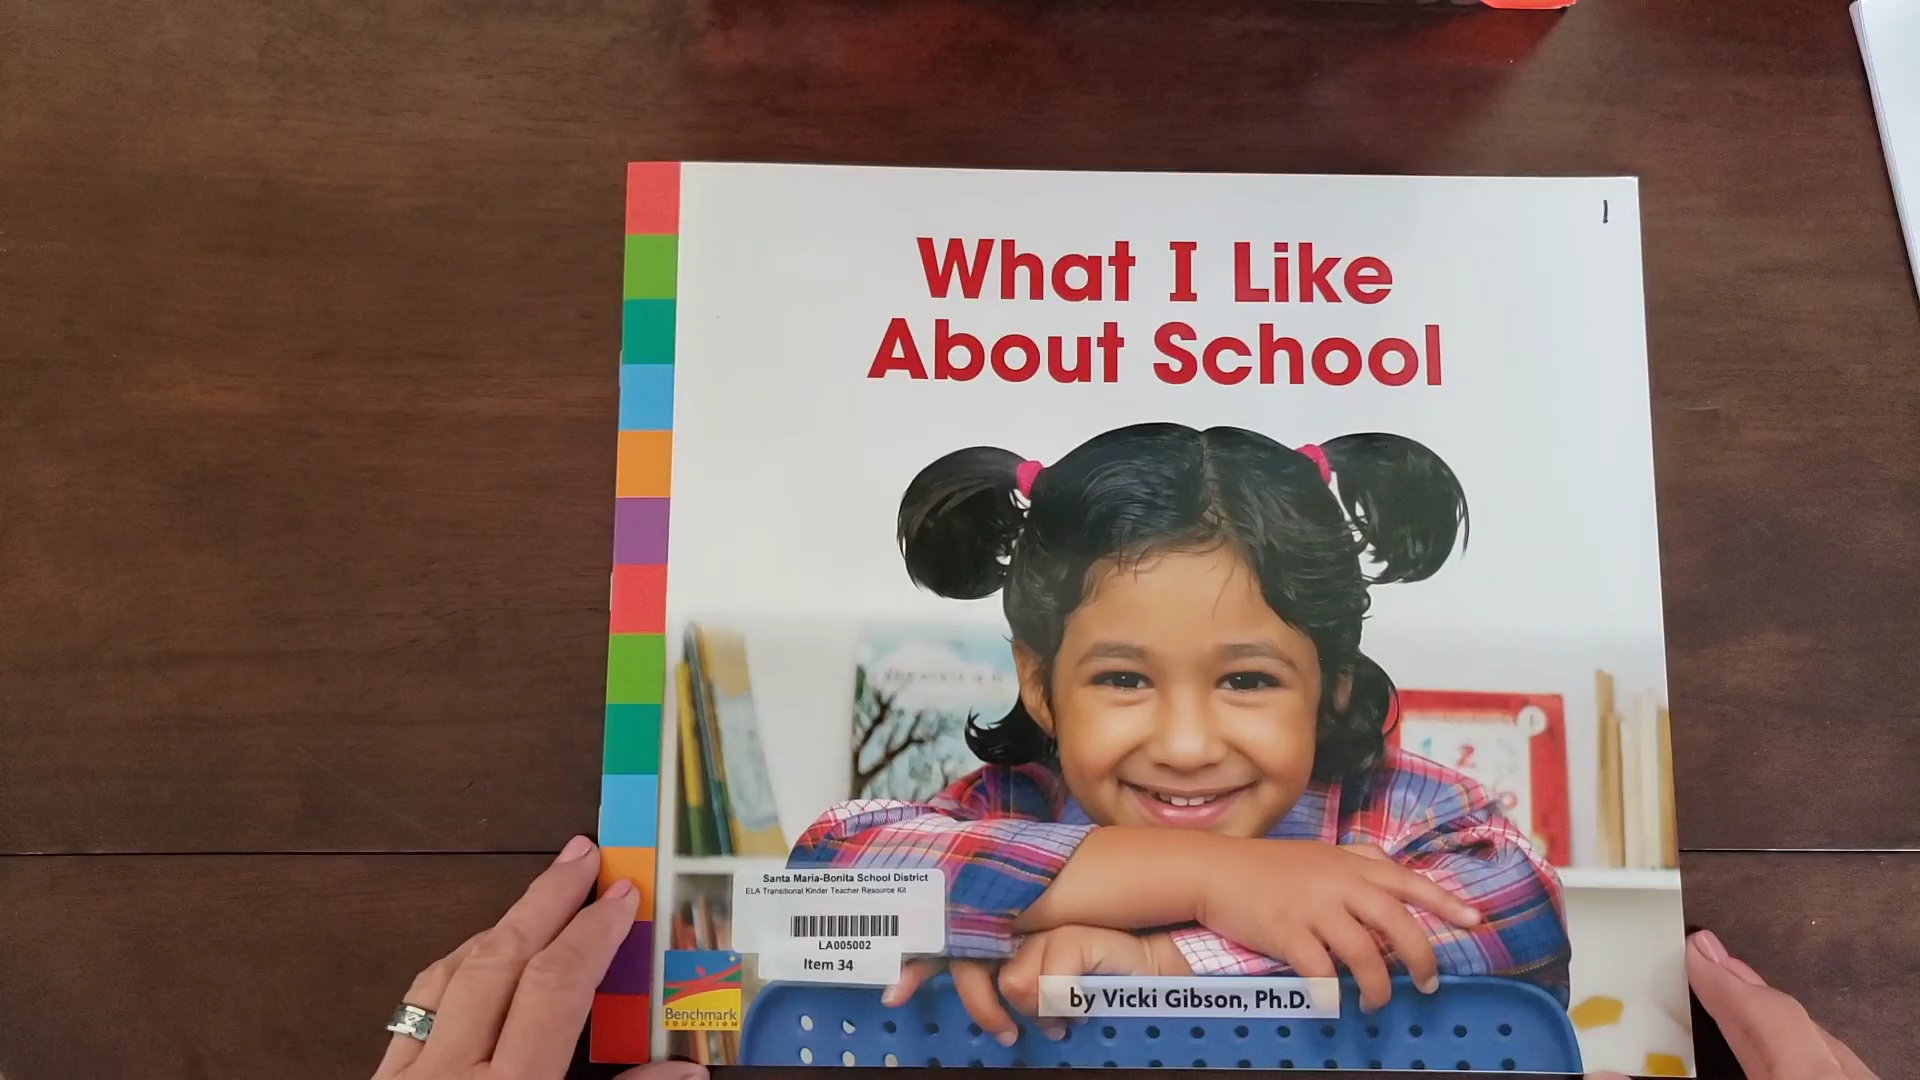 1
What I Like
About School
Santa Maria-Bonita School District
ELA Transitional Kinder Teacher Resource Kit
LA005002
Item 34
Benchmark
EDUCATION
by Vicki Gibson, Ph.D.